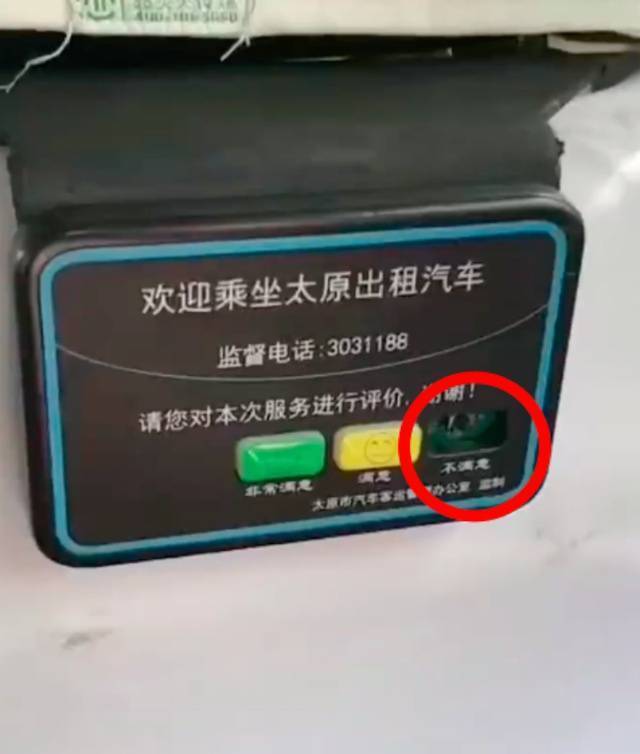 欢迎乘坐太原出租汽车
监督电话:3031188
请您对本次服务进行评价,谢谢!
非常满意 满意 不满意
太原市汽车客运 办公室 监制